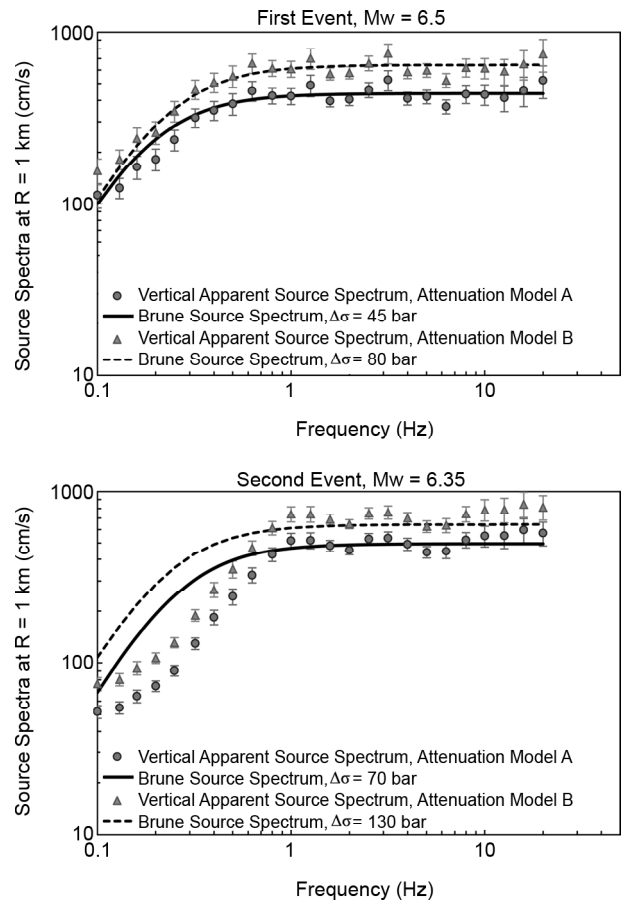 First Event, Mw = 6.5
1000
100
10
Source Spectra at R = 1 km (cm/s)
Vertical Apparent Source Spectrum, Attenuation Model A
Brune Source Spectrum, Δσ = 45 bar
Vertical Apparent Source Spectrum, Attenuation Model B
Brune Source Spectrum, Δσ = 80 bar
0.1 1 10
Frequency (Hz)
Second Event, Mw = 6.35
1000
100
10
Source Spectra at R = 1 km (cm/s)
Vertical Apparent Source Spectrum, Attenuation Model A
Brune Source Spectrum, Δσ = 70 bar
Vertical Apparent Source Spectrum, Attenuation Model B
Brune Source Spectrum, Δσ = 130 bar
0.1 1 10
Frequency (Hz)